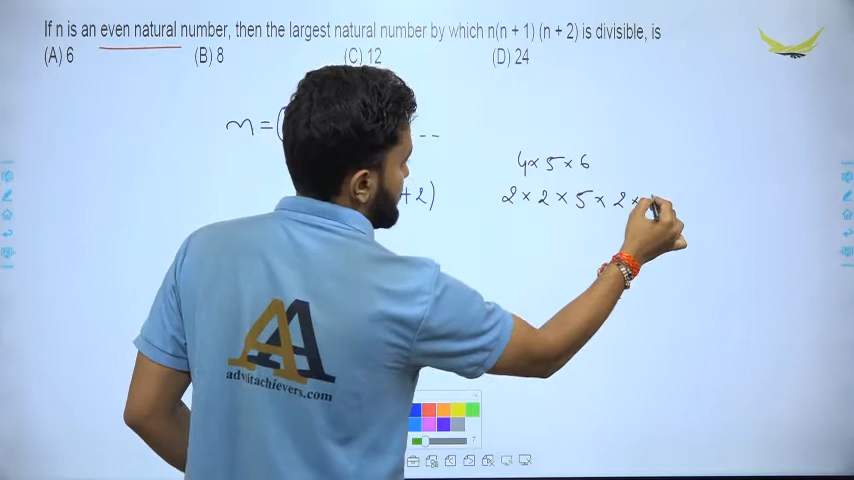 If n is an even natural number, then the largest natural number by which n(n + 1) (n + 2) is divisible, is
(A) 6 (B) 8 (C) 12 (D) 24
n = ( --
4 × 5 × 6
+ 2) 2 × 2 × 5 × 2 ×
advaitachievers.com
7